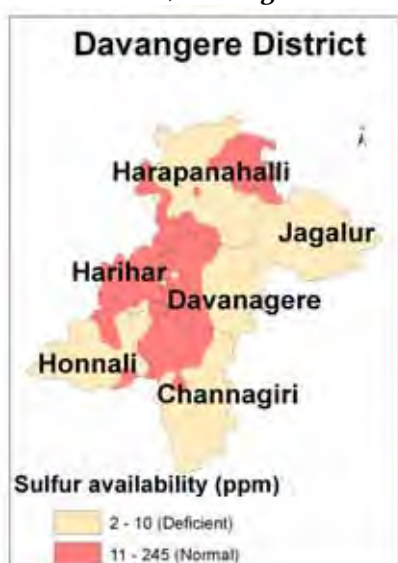 Davangere District
Harapanahalli
Jagalur
Harihar
Davanagere
Honnali
Channagiri
Sulfur availability (ppm)
2 - 10 (Deficient)
11 - 245 (Normal)